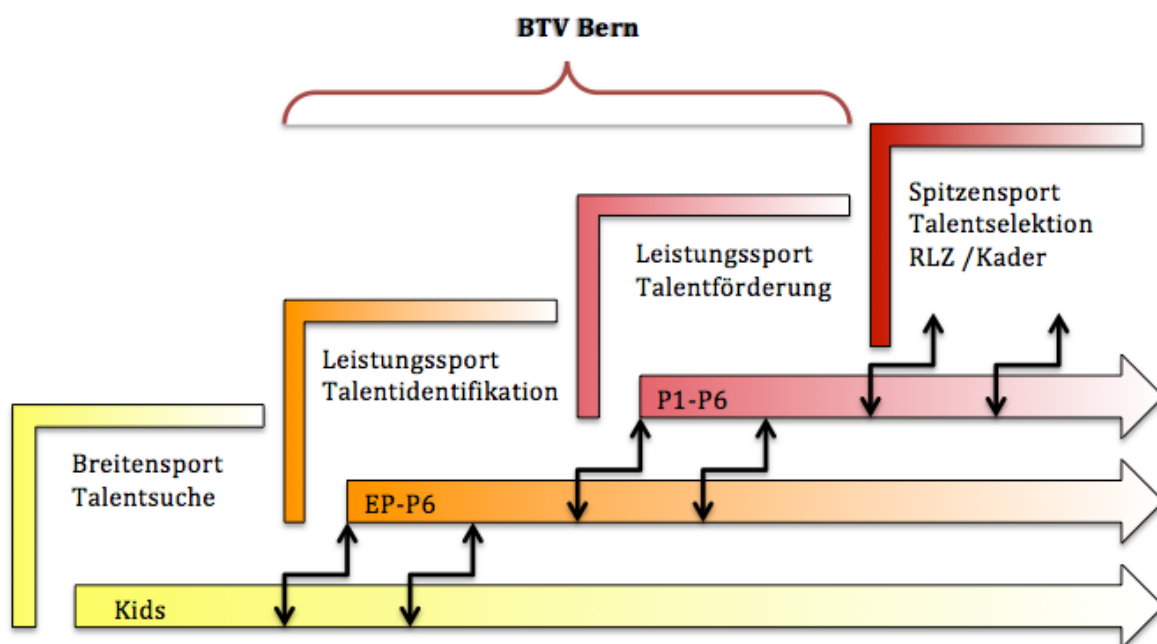 BTV Bern
Spitzensport
Talentselektion
RLZ /Kader
Leistungssport
Talentförderung
Leistungssport
Talentidentifikation
P1-P6
Breitensport
Talentsuche
EP-P6
Kids